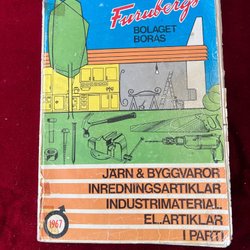 Furubergs
BOLAGET
BORÅS
JÄRN & BYGGVAROR
INREDNINGSARTIKLAR
INDUSTRIMATERIAL.
EL.ARTIKLAR
I PARTI
1967